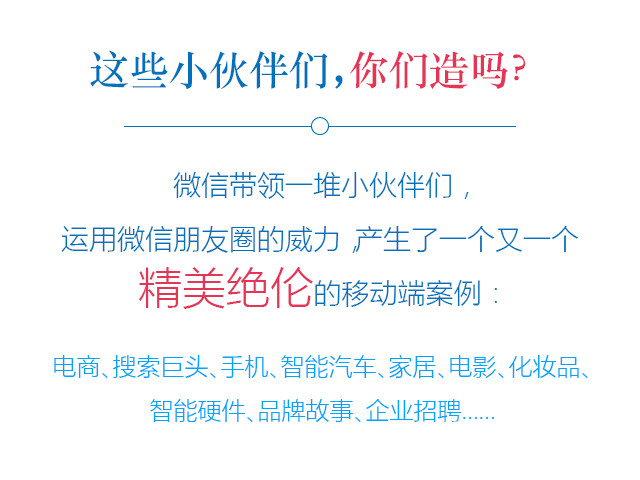 这些小伙伴们,你们造吗?
微信带领一堆小伙伴们，
运用微信朋友圈的威力，产生了一个又一个
精美绝伦的移动端案例：
电商、搜索巨头、手机、智能汽车、家居、电影、化妆品、
智能硬件、品牌故事、企业招聘......